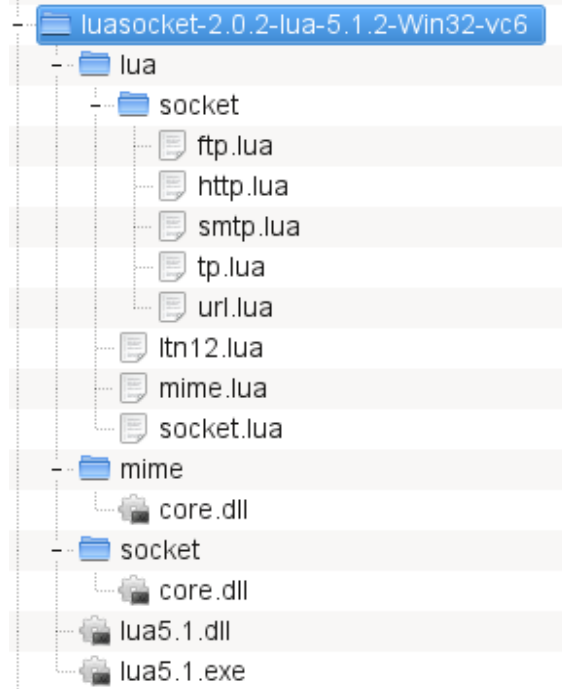 luasocket-2.0.2-lua-5.1.2-Win32-vc6
lua
socket
ftp.lua
http.lua
smtp.lua
tp.lua
url.lua
ltn12.lua
mime.lua
socket.lua
mime
core.dll
socket
core.dll
lua5.1.dll
lua5.1.exe